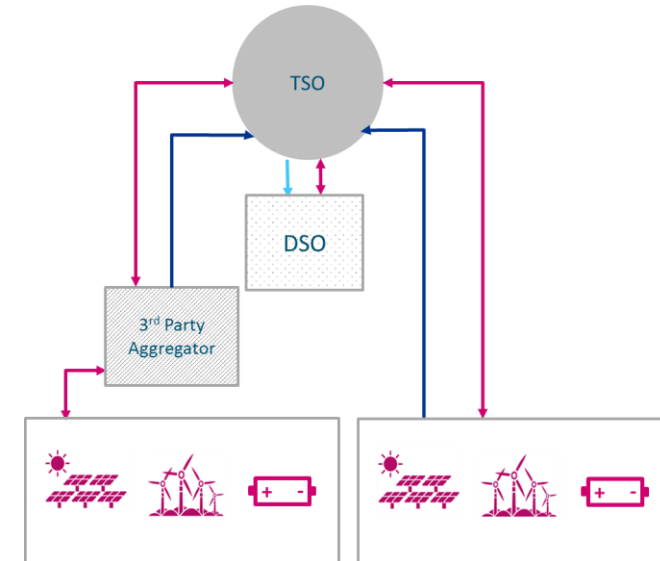 TSO
DSO
3rd Party
Aggregator
+ -
+ -